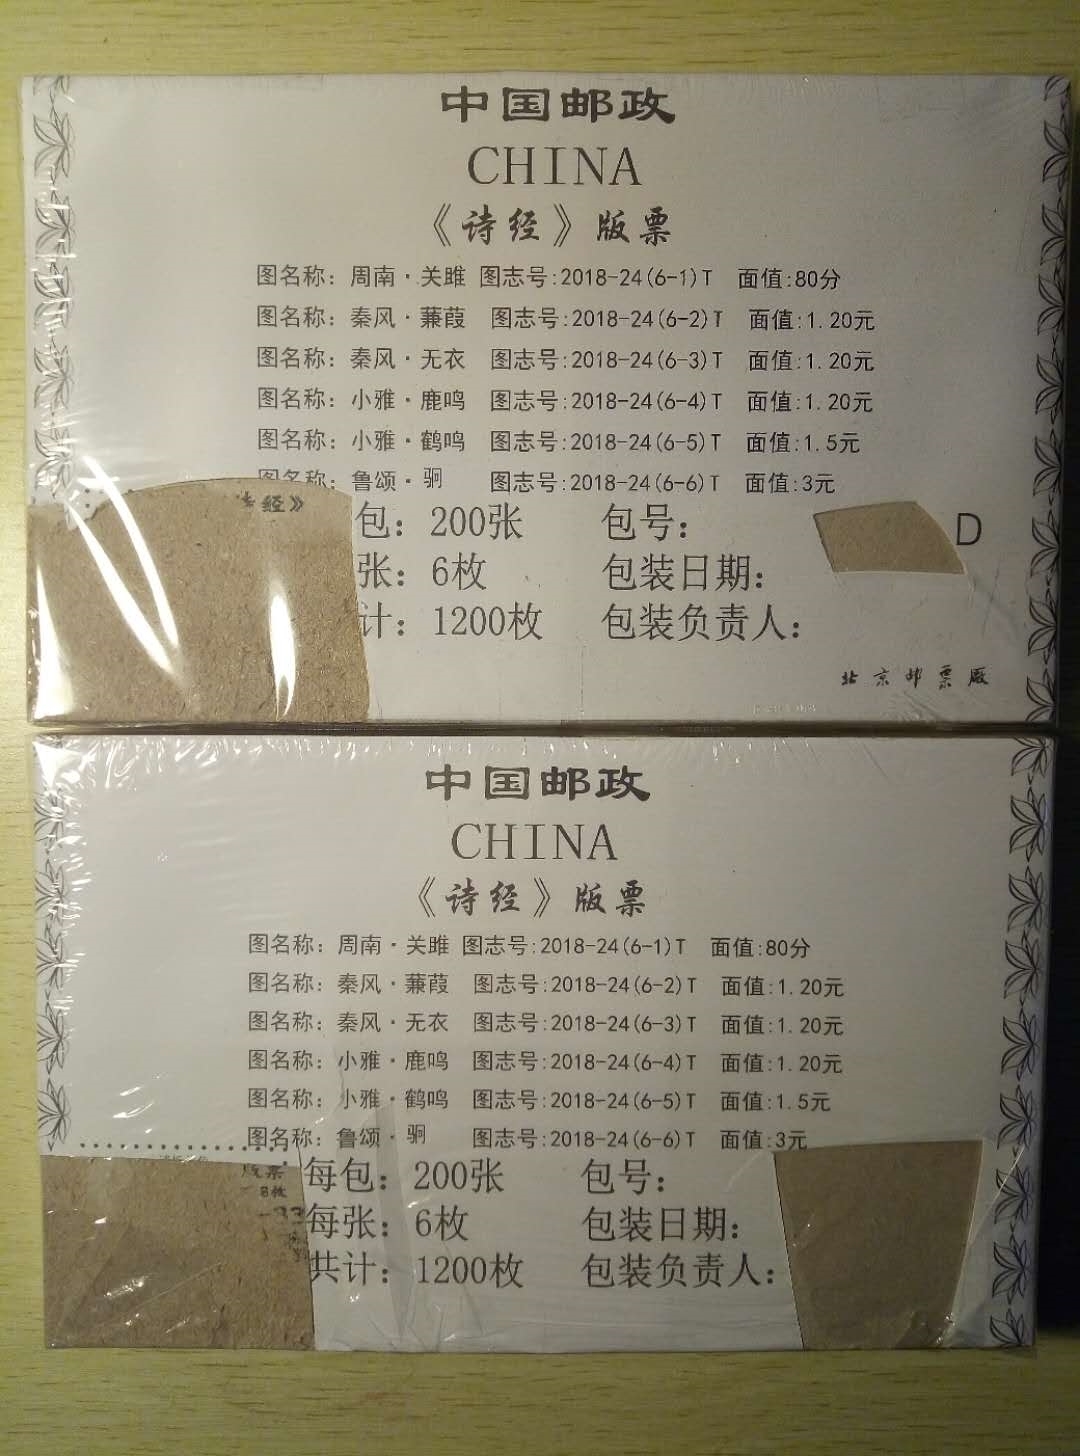 中国邮政
CHINA
《诗经》版票
图名称：周南·关雎 图志号:2018-24(6-1)T 面值:80分
图名称：秦风·蒹葭 图志号:2018-24(6-2)T 面值:1.20元
图名称：秦风·无衣 图志号:2018-24(6-3)T 面值:1.20元
图名称：小雅·鹿鸣 图志号:2018-24(6-4)T 面值:1.20元
图名称：小雅·鹤鸣 图志号:2018-24(6-5)T 面值:1.5元
图名称：鲁颂·駉 图志号:2018-24(6-6)T 面值:3元
包：200张 包号：
D
张：6枚 包装日期：
计：1200枚 包装负责人：
北京邮票厂
中国邮政
CHINA
《诗经》版票
图名称：周南·关雎 图志号:2018-24(6-1)T 面值:80分
图名称：秦风·蒹葭 图志号:2018-24(6-2)T 面值:1.20元
图名称：秦风·无衣 图志号:2018-24(6-3)T 面值:1.20元
图名称：小雅·鹿鸣 图志号:2018-24(6-4)T 面值:1.20元
图名称：小雅·鹤鸣 图志号:2018-24(6-5)T 面值:1.5元
图名称：鲁颂·駉 图志号:2018-24(6-6)T 面值:3元
每包：200张 包号：
每张：6枚 包装日期：
共计：1200枚 包装负责人：